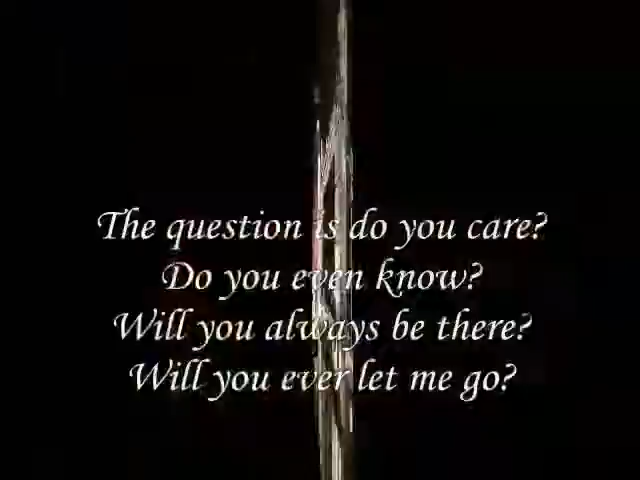 The question is do you care?
Do you even know?
Will you always be there?
Will you ever let me go?